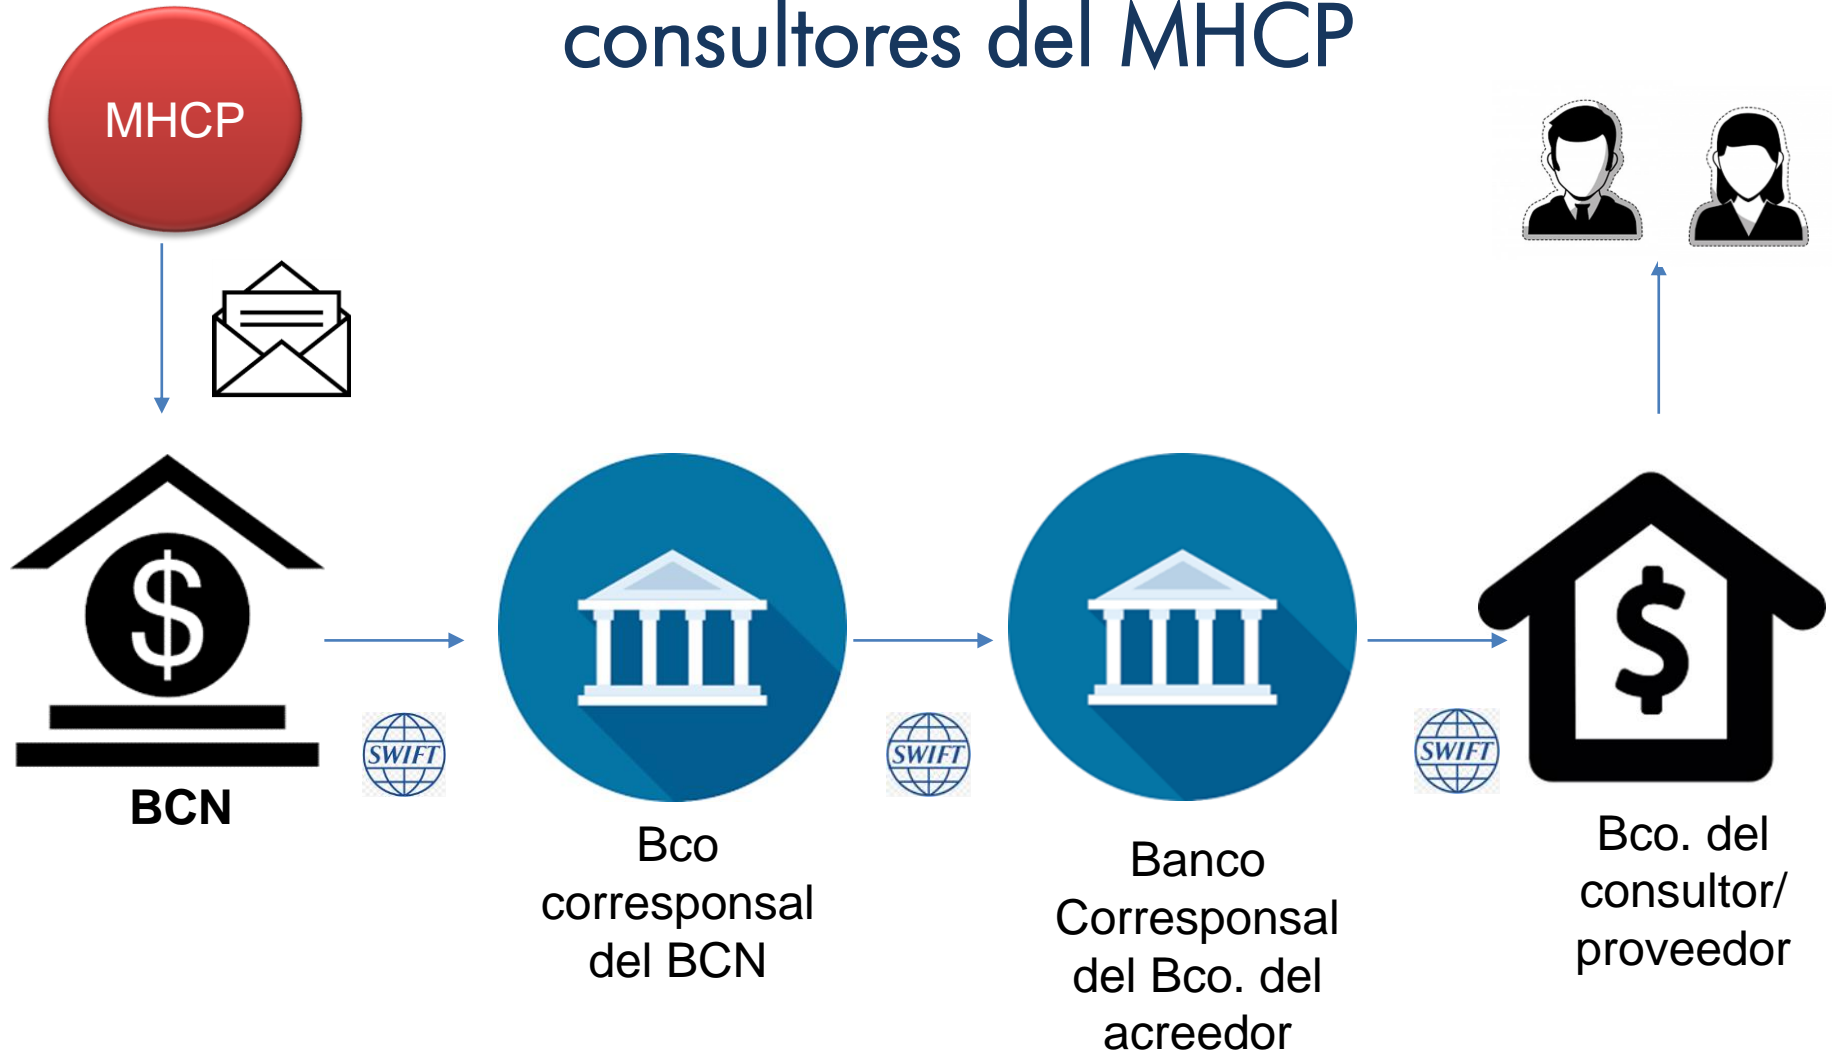 consultores del MHCP
MHCP
$
$
SWIFT
SWIFT
SWIFT
BCN
Bco
corresponsal
del BCN
Banco
Corresponsal
del Bco. del
acreedor
Bco. del
consultor/
proveedor